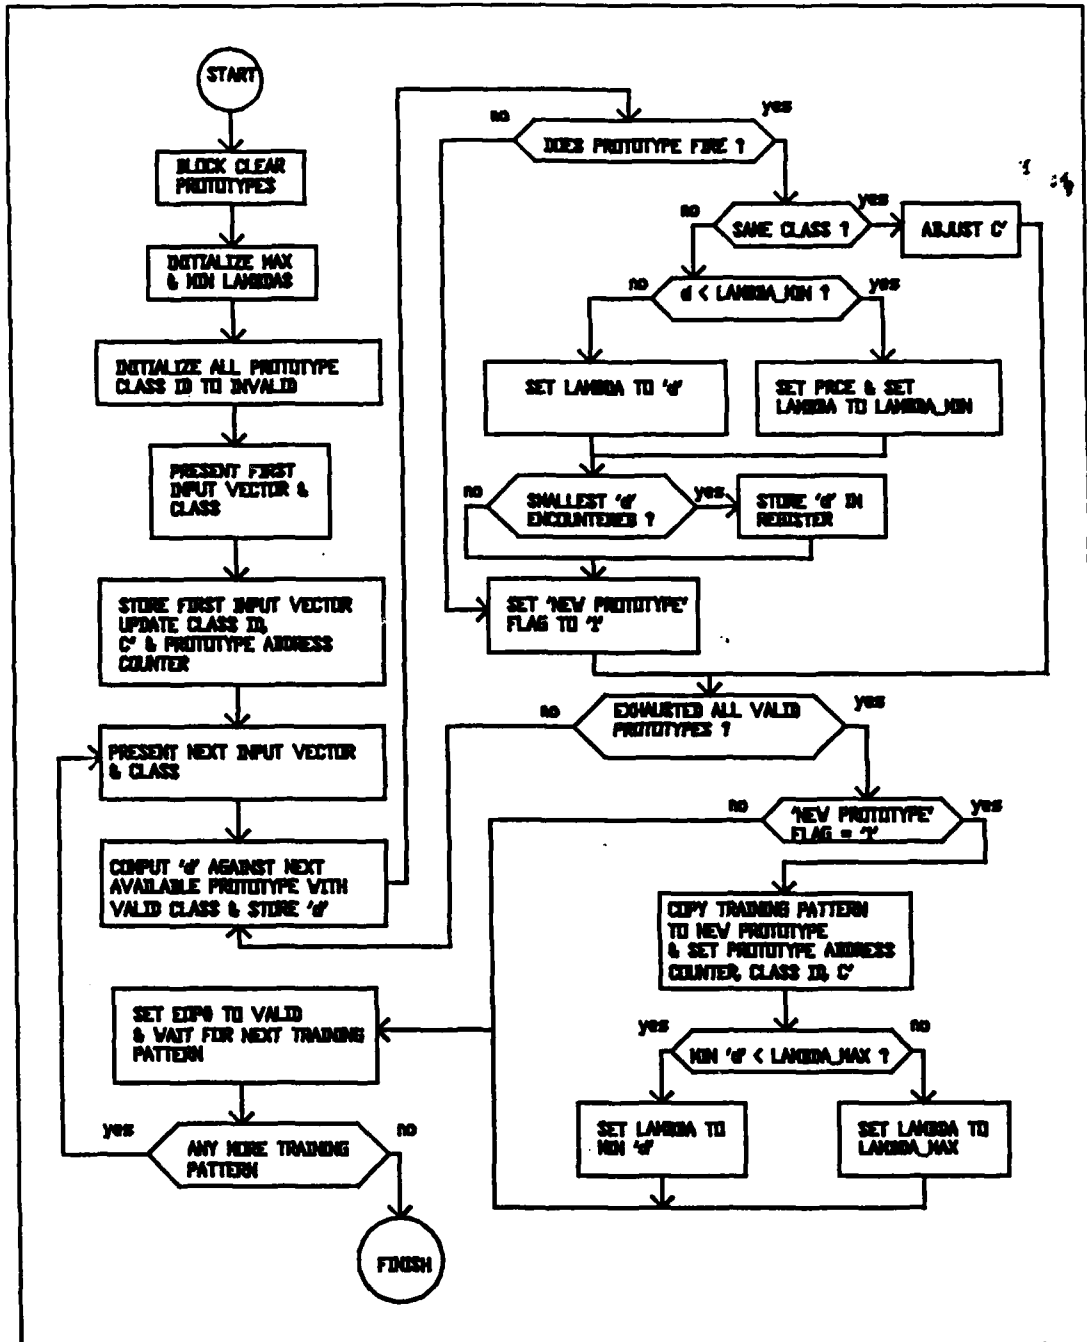 START
BLOCK CLEAR
PROTOTYPES
INITIALIZE MAX
& MIN LAMBDAS
INITIALIZE ALL PROTOTYPE
CLASS ID TO INVALID
PRESENT FIRST
INPUT VECTOR &
CLASS
STORE FIRST INPUT VECTOR
UPDATE CLASS ID,
C' & PROTOTYPE ADDRESS
COUNTER
PRESENT NEXT INPUT VECTOR
& CLASS
COMPUT 'd' AGAINST NEXT
AVAILABLE PROTOTYPE WITH
VALID CLASS & STORE 'd'
no
yes
DOES PROTOTYPE FIRE ?
no
yes
SAME CLASS ?
ADJUST C'
no
yes
d < LAMBDA_MIN ?
SET LAMBDA TO 'd'
SET PRCE & SET
LAMBDA TO LAMBDA_MIN
no
yes
SMALLEST 'd'
ENCOUNTERED ?
STORE 'd' IN
REGISTER
SET 'NEW PROTOTYPE'
FLAG TO '1'
no
yes
EXHAUSTED ALL VALID
PROTOTYPES ?
no
yes
'NEW PROTOTYPE'
FLAG = '1'
COPY TRAINING PATTERN
TO NEW PROTOTYPE
& SET PROTOTYPE ADDRESS
COUNTER, CLASS ID, C'
yes
no
MIN 'd' < LAMBDA_MAX ?
SET LAMBDA TO
MIN 'd'
SET LAMBDA TO
LAMBDA_MAX
SET EOP0 TO VALID
& WAIT FOR NEXT TRAINING
PATTERN
yes
no
ANY MORE TRAINING
PATTERN
FINISH